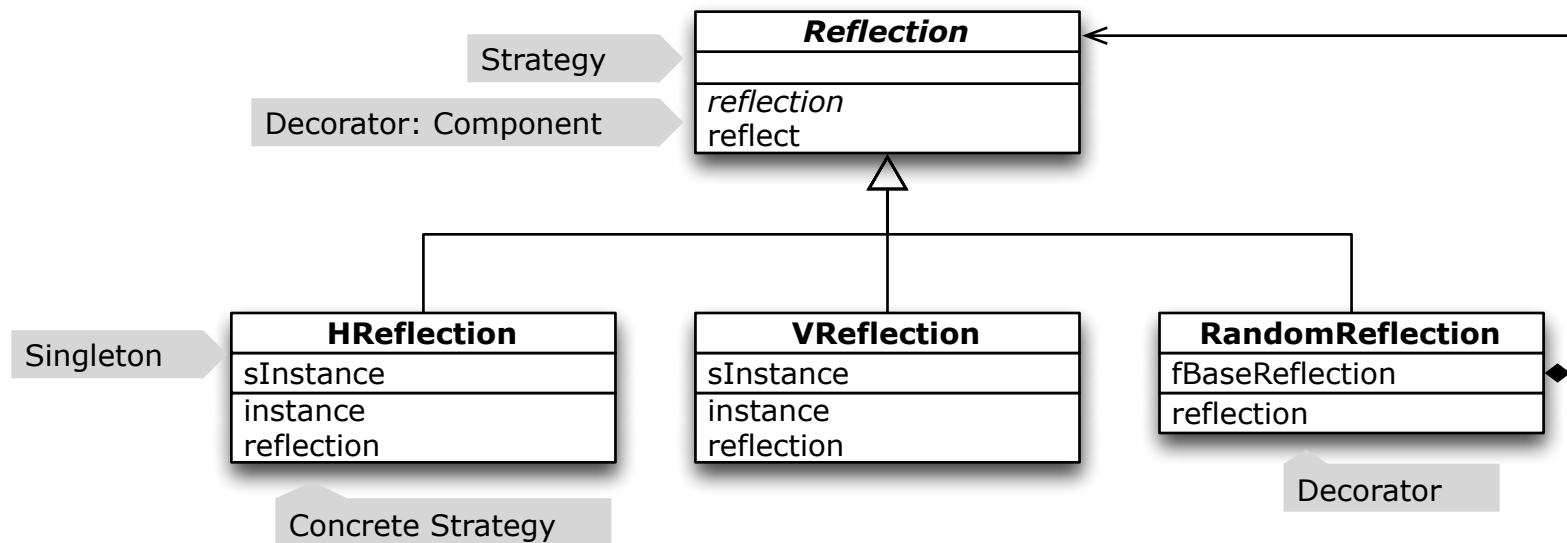 Reflection
Strategy
Decorator: Component
reflection
reflect
Singleton
HReflection
sInstance
instance
reflection
Concrete Strategy
VReflection
sInstance
instance
reflection
RandomReflection
fBaseReflection
reflection
Decorator